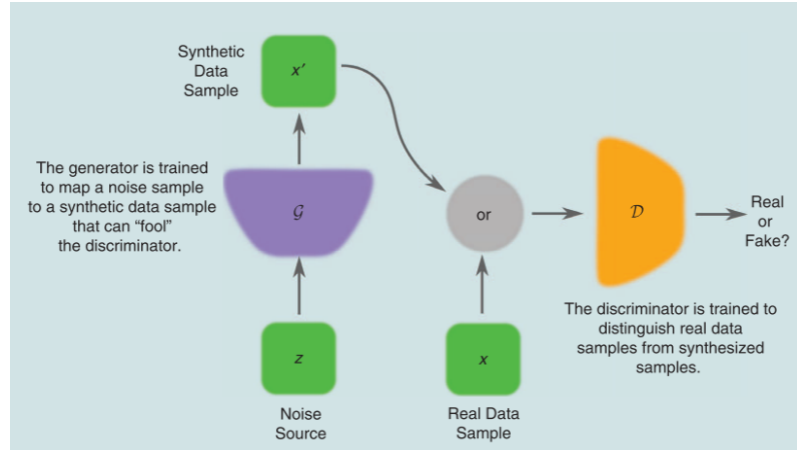 Synthetic
Data
Sample
x′
The generator is trained
to map a noise sample
to a synthetic data sample
that can “fool”
the discriminator.
𝒢
or
𝒟
Real
or
Fake?
The discriminator is trained to
distinguish real data
samples from synthesized
samples.
z
x
Noise
Source
Real Data
Sample